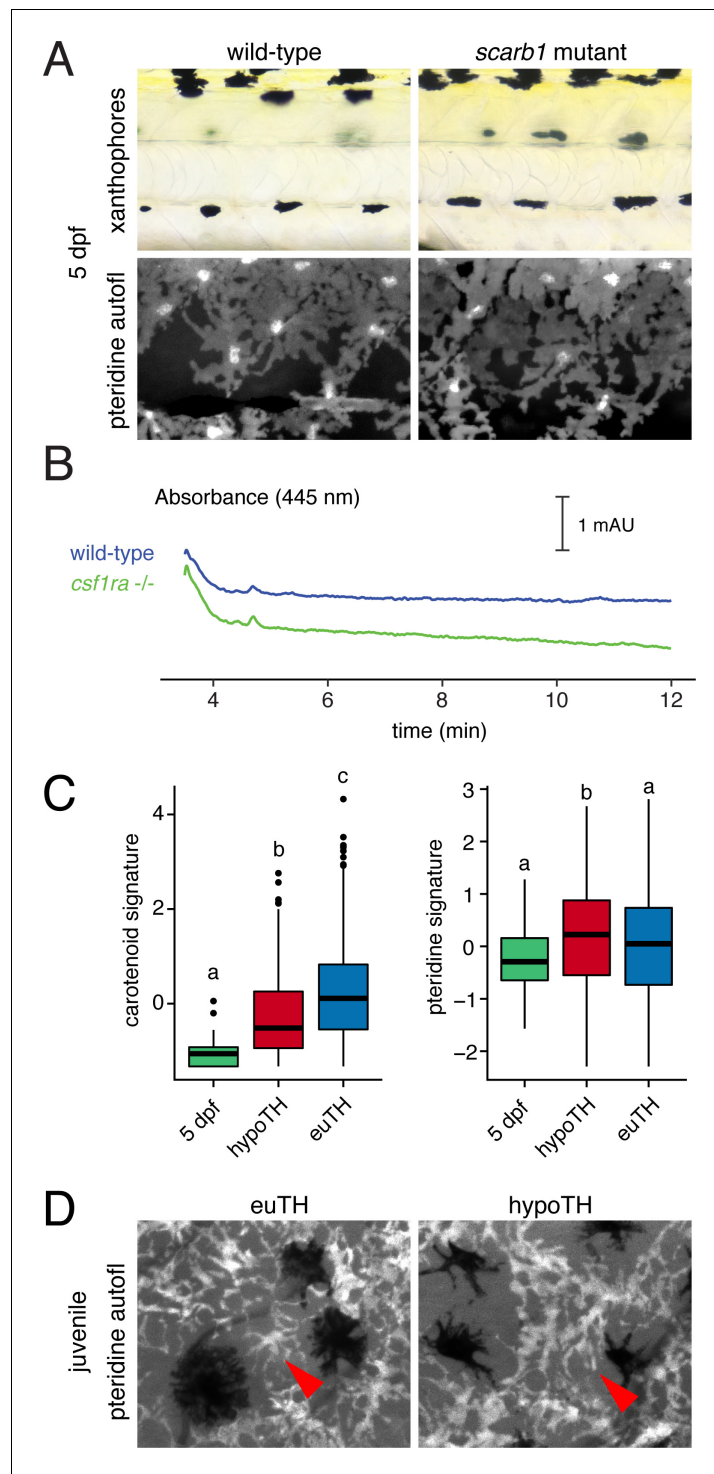 A
wild-type
scarb1 mutant
5 dpf
xanthophores
pteridine autofl
B
Absorbance (445 nm)
1 mAU
wild-type
csf1ra -/-
4 6 8 10 12
time (min)
C
carotenoid signature
4
2
0
a
b
c
5 dpf
hypoTH
euTH
pteridine signature
3
2
1
0
−1
−2
a
b
a
5 dpf
hypoTH
euTH
D
euTH
hypoTH
juvenile
pteridine autofl